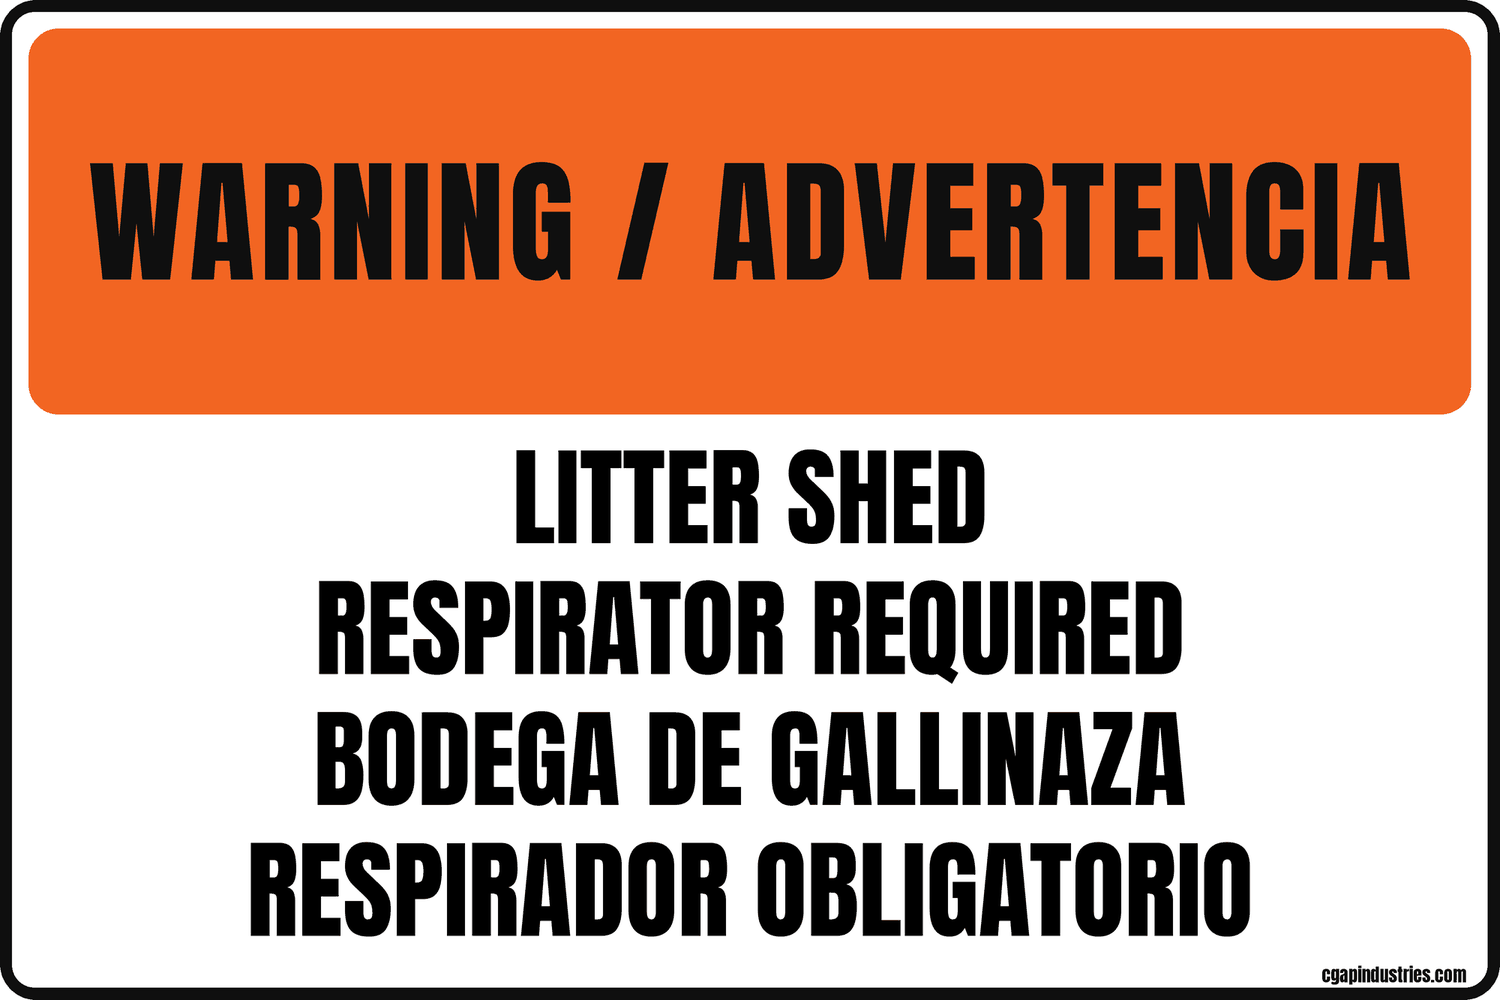 WARNING / ADVERTENCIA
LITTER SHED
RESPIRATOR REQUIRED
BODEGA DE GALLINAZA
RESPIRADOR OBLIGATORIO
cgapindustries.com